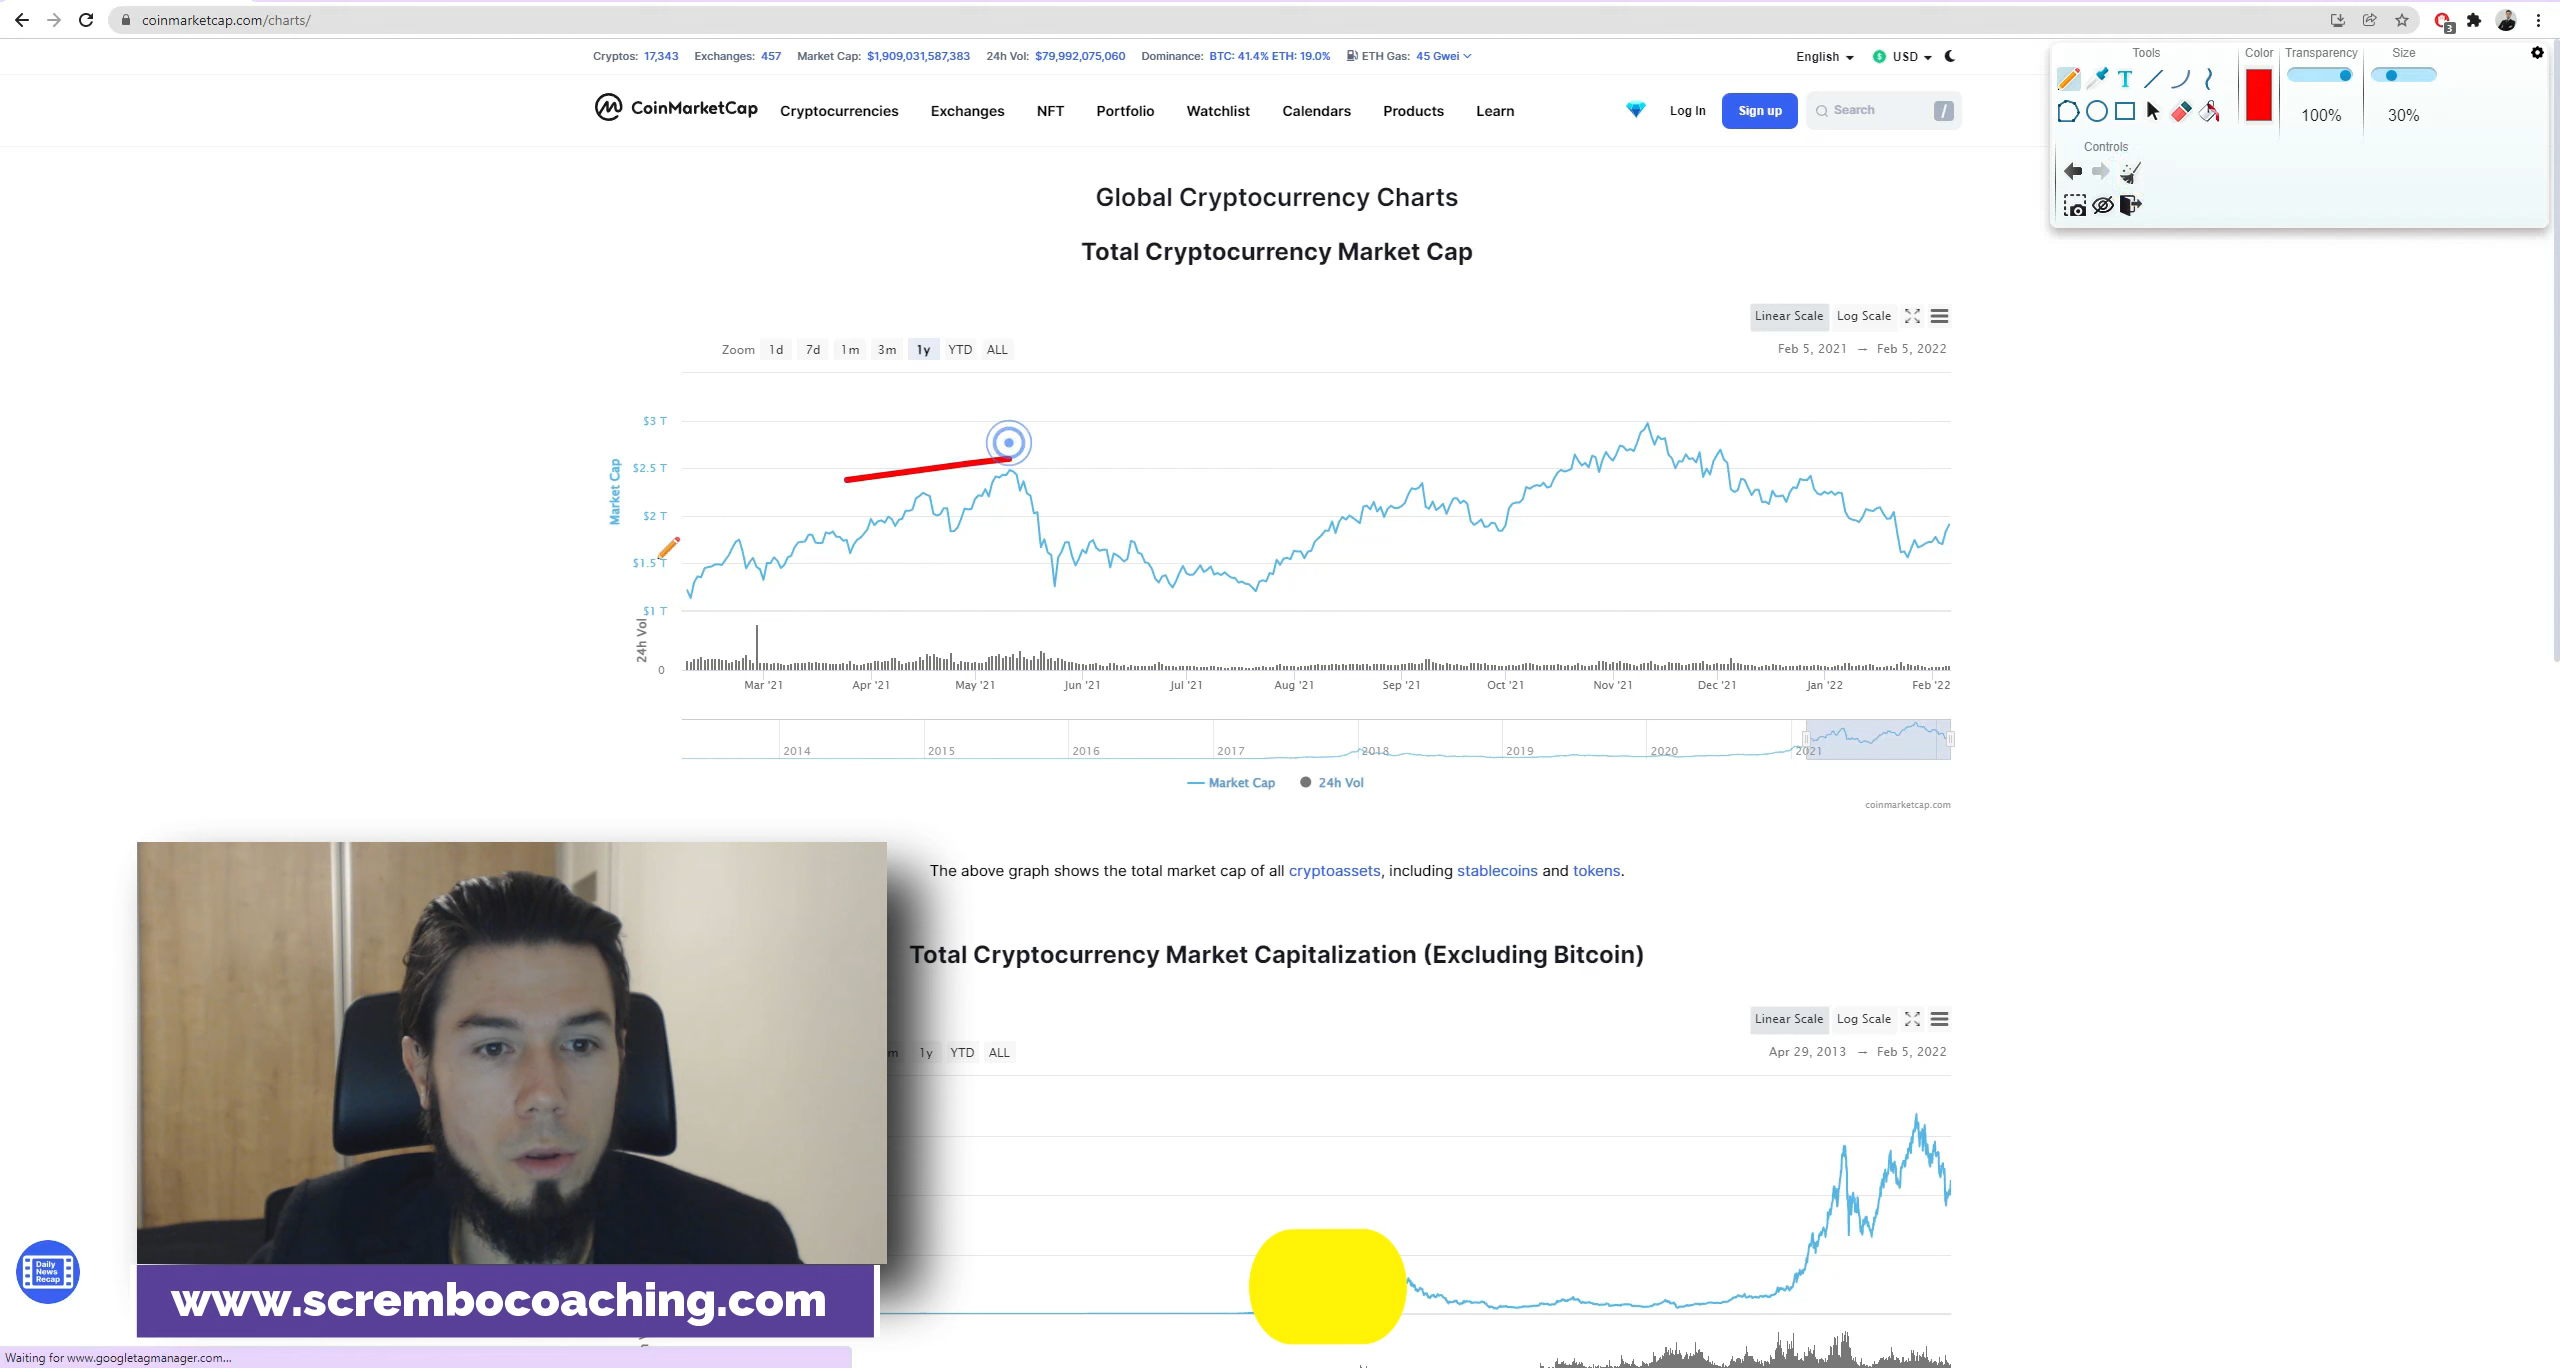 coinmarketcap.com/charts/
3
Cryptos: 17,343 Exchanges: 457 Market Cap: $1,909,031,587,383 24h Vol: $79,992,075,060 Dominance: BTC: 41.4% ETH: 19.0% ETH Gas: 45 Gwei English USD
Tools Color Transparency Size
CoinMarketCap Cryptocurrencies Exchanges NFT Portfolio Watchlist Calendars Products Learn Log In Sign up Search /
T
100% 30%
Controls
Global Cryptocurrency Charts
Total Cryptocurrency Market Cap
Linear Scale Log Scale
Zoom 1d 7d 1m 3m 1y YTD ALL Feb 5, 2021 → Feb 5, 2022
$3 T
$2.5 T
$2 T
$1.5 T
$1 T
0
Market Cap
24h Vol
Mar '21 Apr '21 May '21 Jun '21 Jul '21 Aug '21 Sep '21 Oct '21 Nov '21 Dec '21 Jan '22 Feb '22
2014 2015 2016 2017 2018 2019 2020 2021
Market Cap 24h Vol
coinmarketcap.com
The above graph shows the total market cap of all cryptoassets, including stablecoins and tokens.
Total Cryptocurrency Market Capitalization (Excluding Bitcoin)
Linear Scale Log Scale
m 1y YTD ALL Apr 29, 2013 → Feb 5, 2022
Daily
News
Recap
www.scrembocoaching.com
Waiting for www.googletagmanager.com...